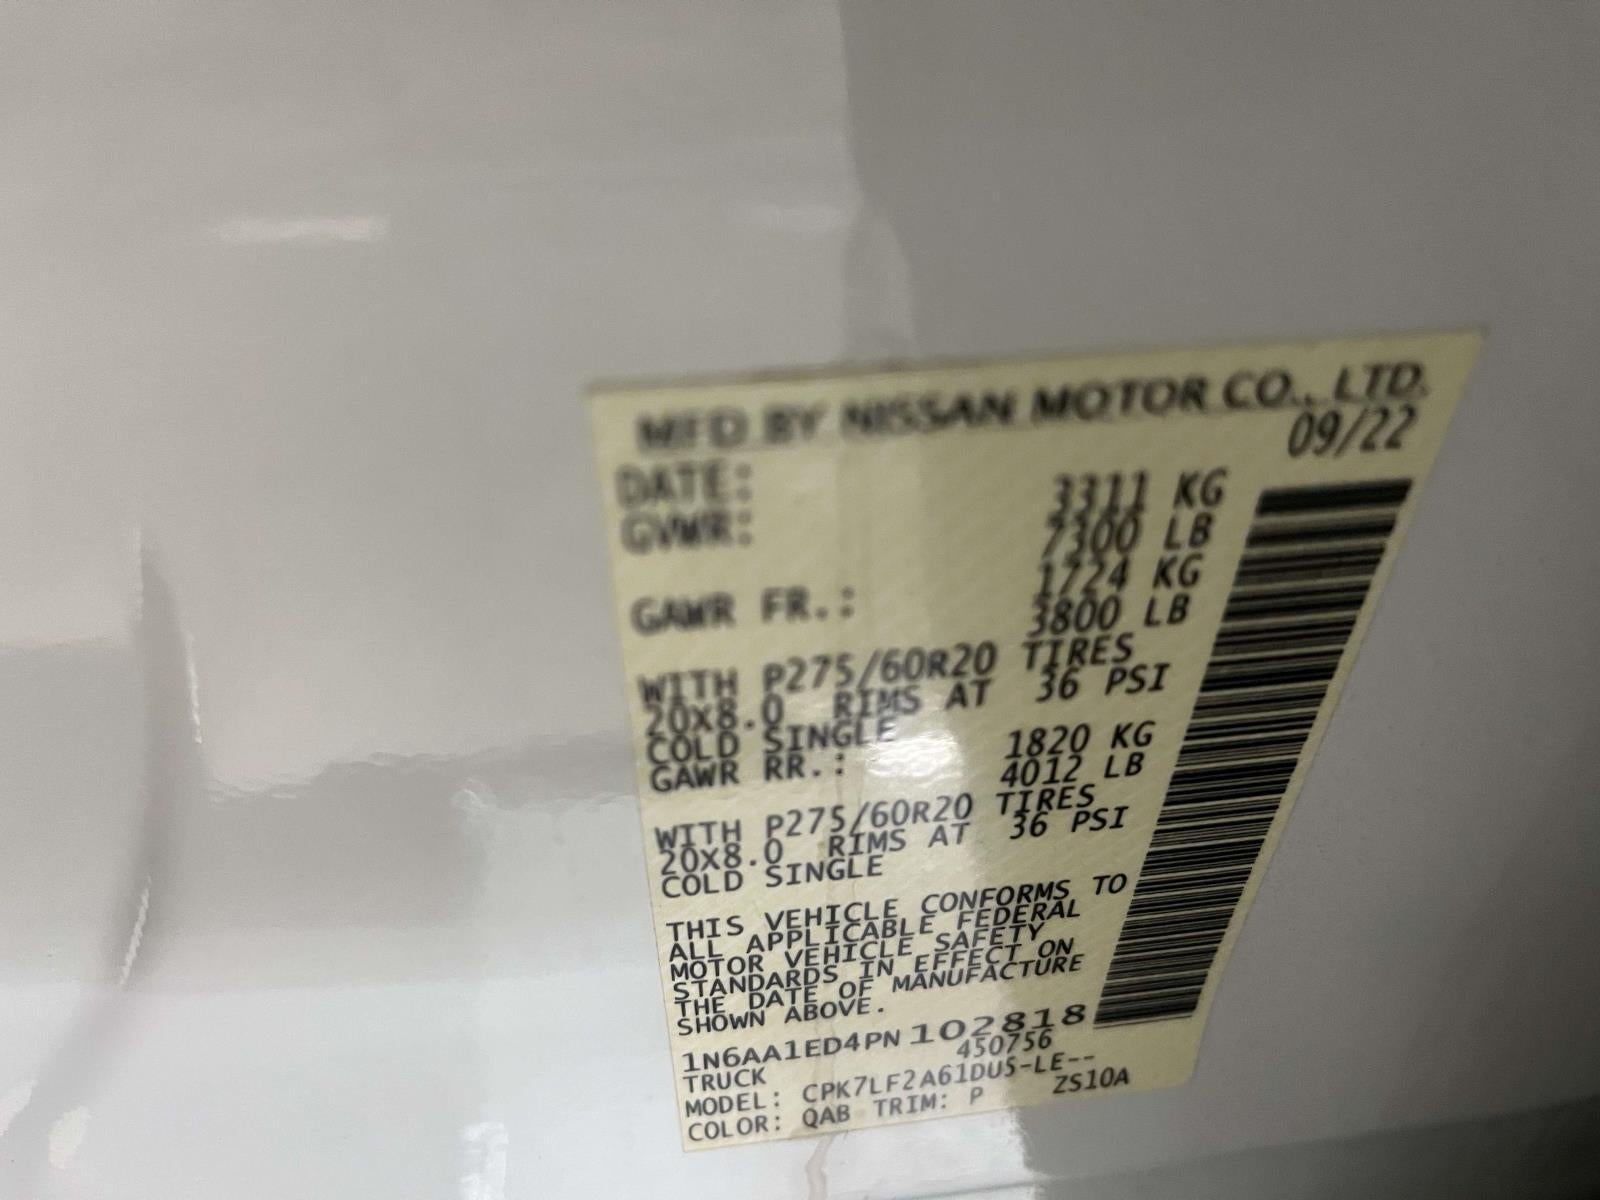 MFD BY NISSAN MOTOR CO., LTD.
DATE: 09/22
GVWR: 3311 KG
7300 LB
GAWR FR.: 1724 KG
3800 LB
WITH P275/60R20 TIRES
20x8.0 RIMS AT 36 PSI
COLD SINGLE
GAWR RR.: 1820 KG
4012 LB
WITH P275/60R20 TIRES
20x8.0 RIMS AT 36 PSI
COLD SINGLE
THIS VEHICLE CONFORMS TO
ALL APPLICABLE FEDERAL
MOTOR VEHICLE SAFETY
STANDARDS IN EFFECT ON
THE DATE OF MANUFACTURE
SHOWN ABOVE.
1N6AA1ED4PN102818
TRUCK 450756
MODEL: CPK7LF2A61DU5-LE--
COLOR: QAB TRIM: P ZS10A